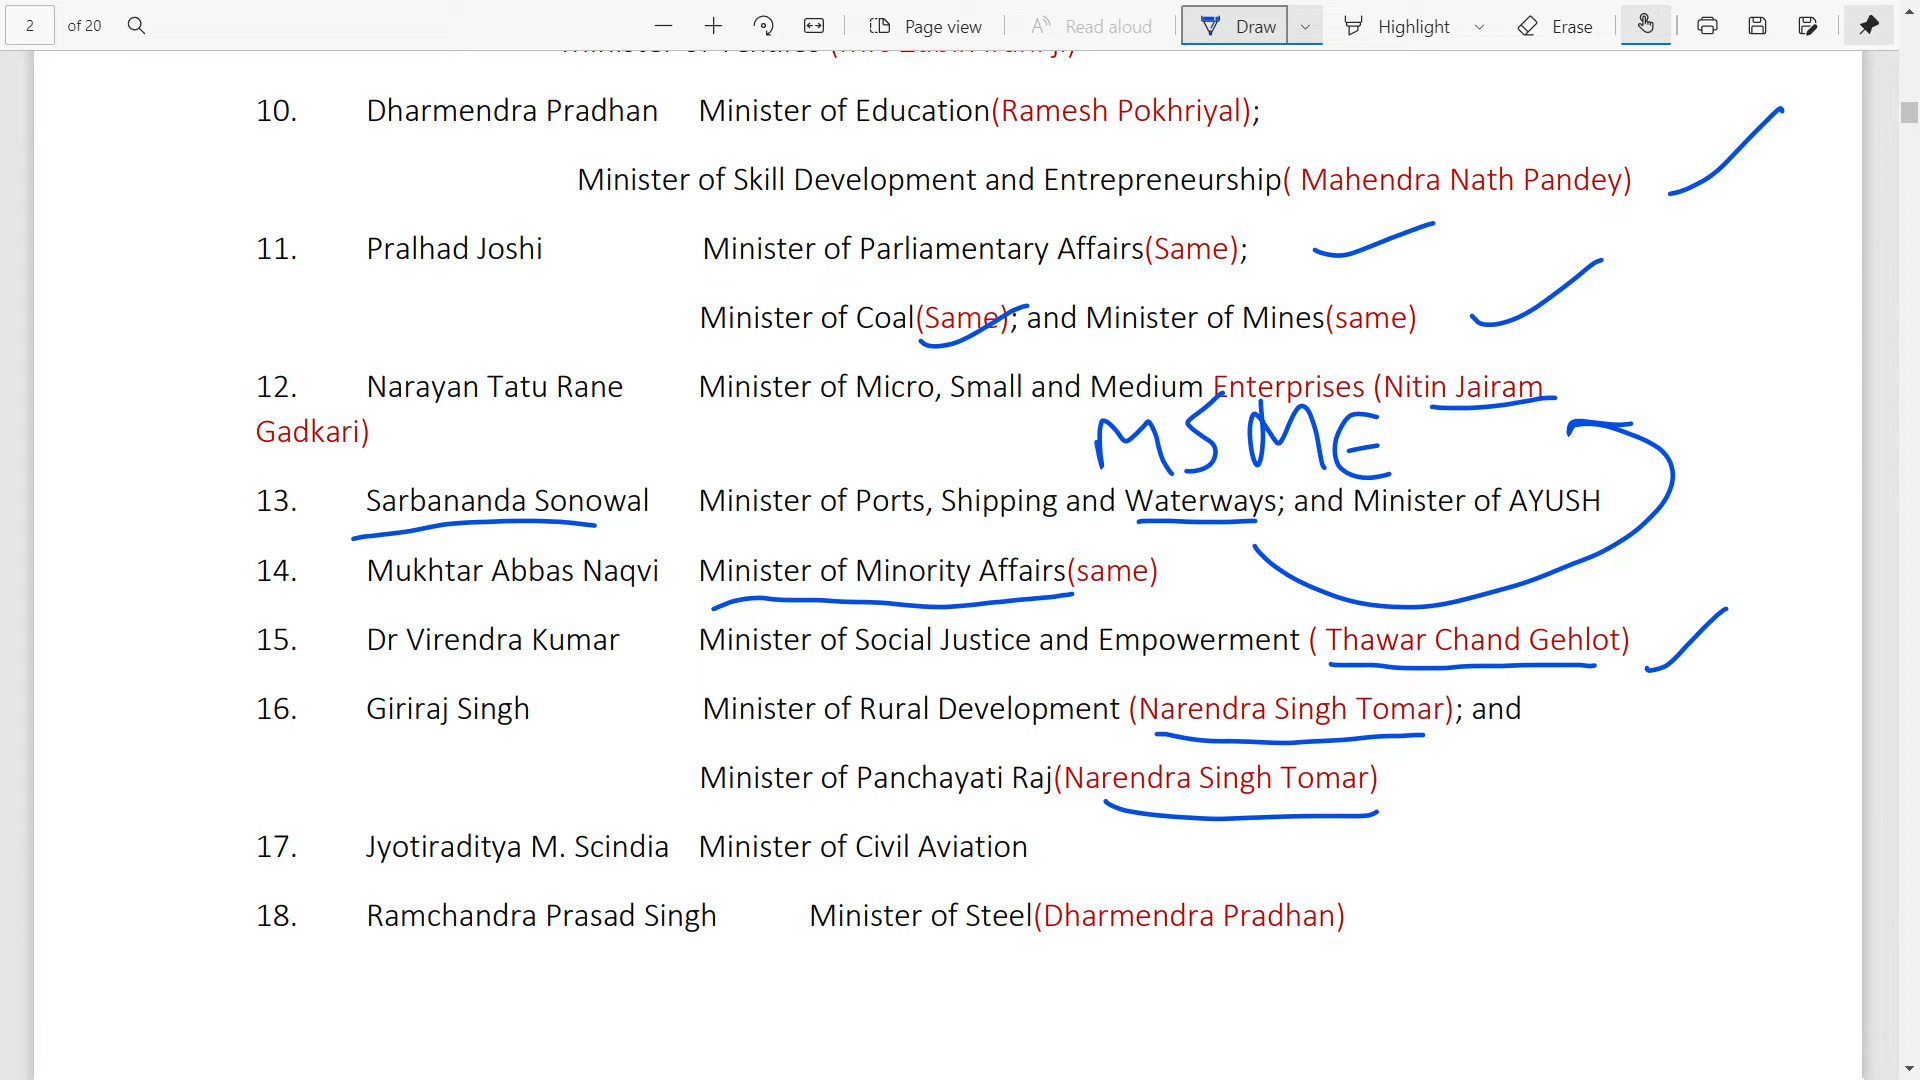 2 of 20 Page view Read aloud Draw Highlight Erase
10. Dharmendra Pradhan Minister of Education(Ramesh Pokhriyal);
Minister of Skill Development and Entrepreneurship( Mahendra Nath Pandey)
11. Pralhad Joshi Minister of Parliamentary Affairs(Same);
Minister of Coal(Same); and Minister of Mines(same)
12. Narayan Tatu Rane Minister of Micro, Small and Medium Enterprises (Nitin Jairam
Gadkari)
MSME
13. Sarbananda Sonowal Minister of Ports, Shipping and Waterways; and Minister of AYUSH
14. Mukhtar Abbas Naqvi Minister of Minority Affairs(same)
15. Dr Virendra Kumar Minister of Social Justice and Empowerment ( Thawar Chand Gehlot)
16. Giriraj Singh Minister of Rural Development (Narendra Singh Tomar); and
Minister of Panchayati Raj(Narendra Singh Tomar)
17. Jyotiraditya M. Scindia Minister of Civil Aviation
18. Ramchandra Prasad Singh Minister of Steel(Dharmendra Pradhan)